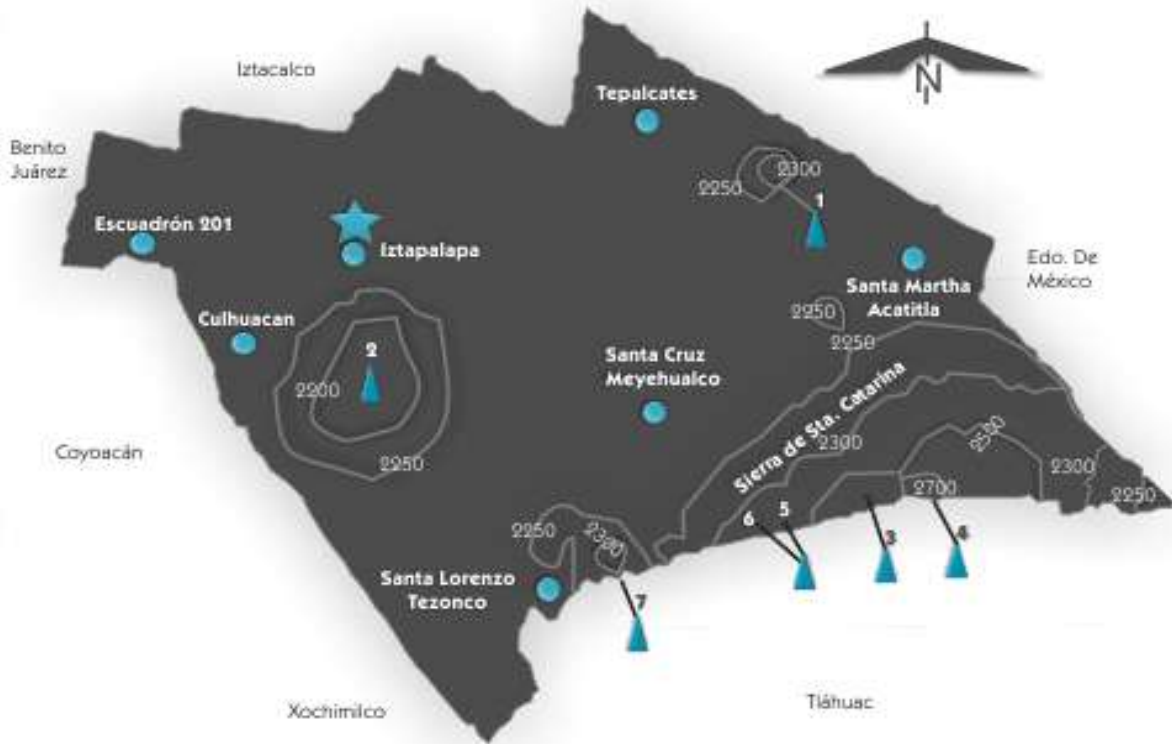 Iztacalco
N
Tepalcates
Benito
Juárez
2300
2250
1
Escuadrón 201
Iztapalapa
Edo. De
México
Santa Martha
Acatitla
2250
Culhuacan
2250
2
Santa Cruz
Meyehualco
2200
Sierra de Sta. Catarina
2300
2500
Coyoacán
2250
2300
2700
2250
6
5
2250
2300
3
4
Santa Lorenzo
Tezonco
7
Xochimilco
Tláhuac